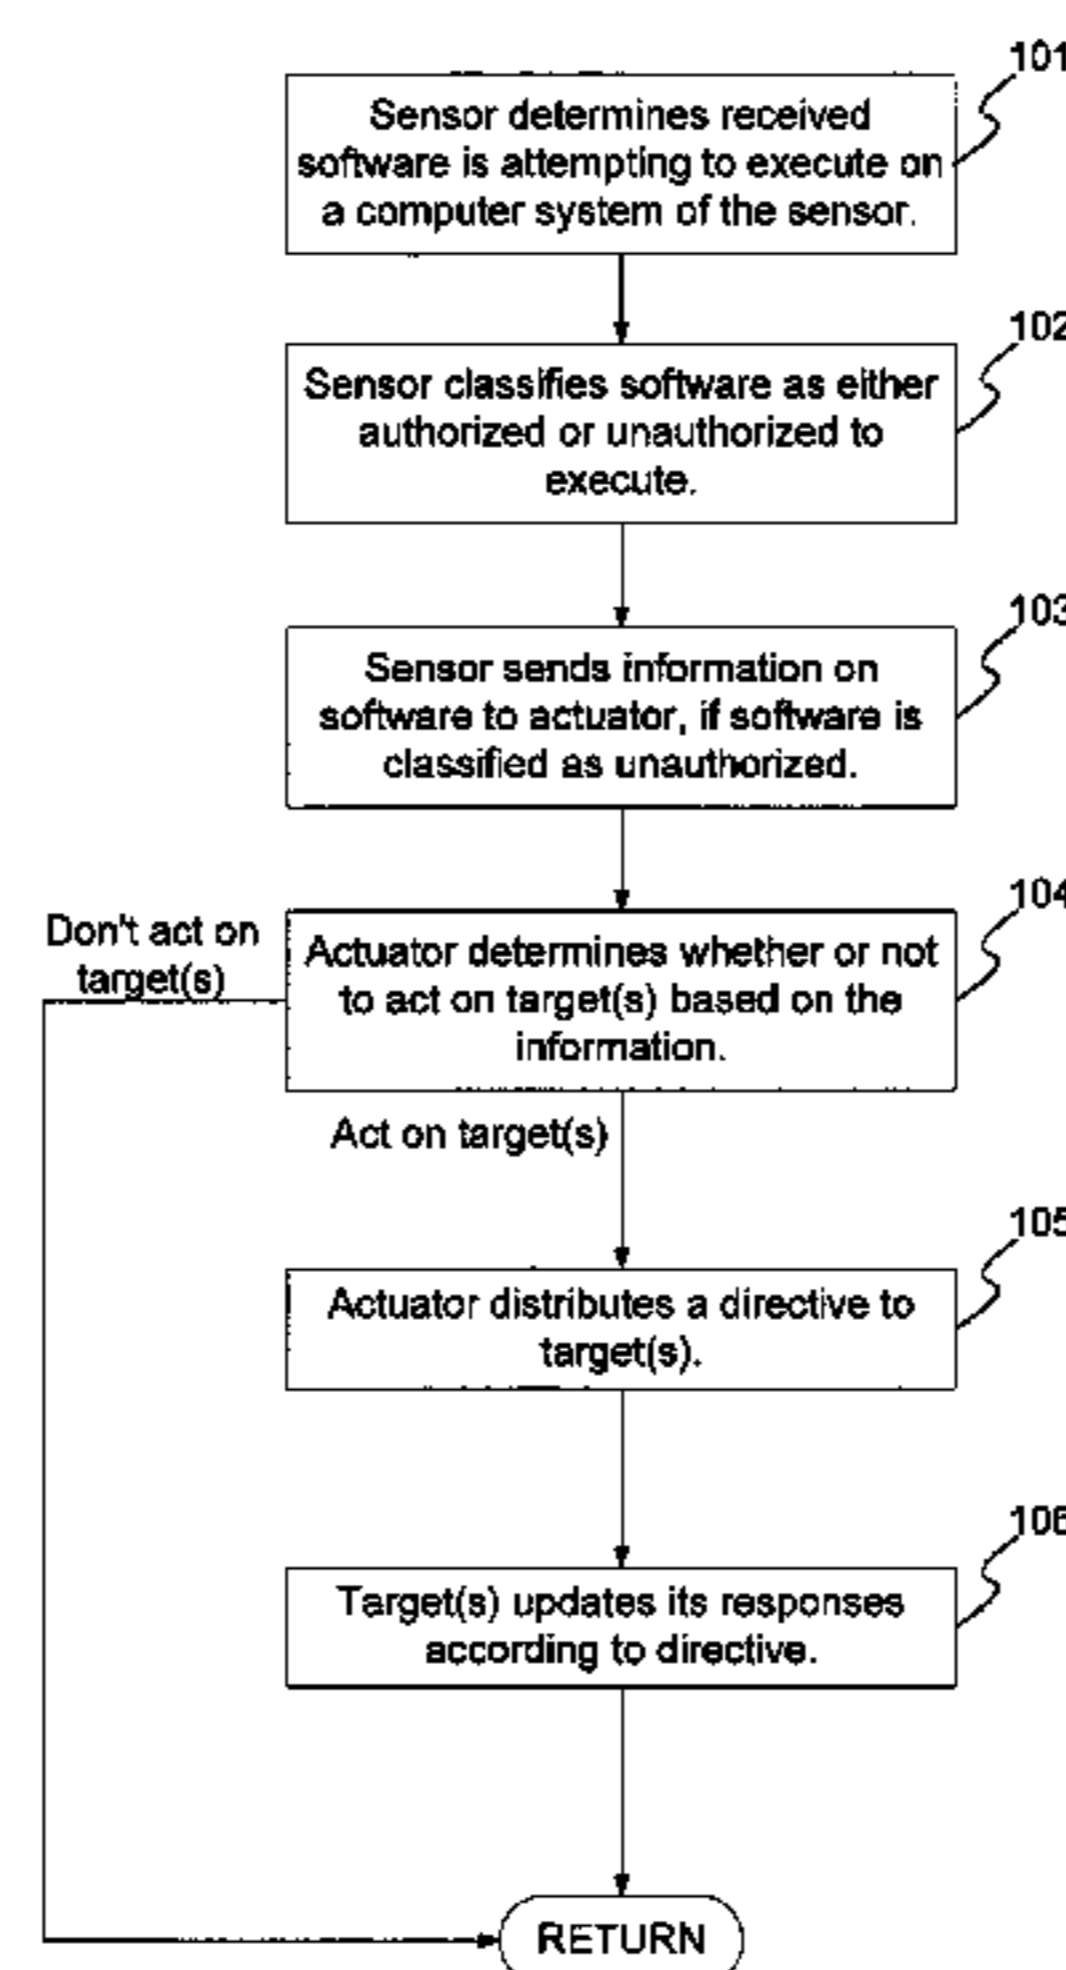 101
Sensor determines received
software is attempting to execute on
a computer system of the sensor.
102
Sensor classifies software as either
authorized or unauthorized to
execute.
103
Sensor sends information on
software to actuator, if software is
classified as unauthorized.
104
Don't act on
target(s)
Actuator determines whether or not
to act on target(s) based on the
information.
Act on target(s)
105
Actuator distributes a directive to
target(s).
106
Target(s) updates its responses
according to directive.
RETURN